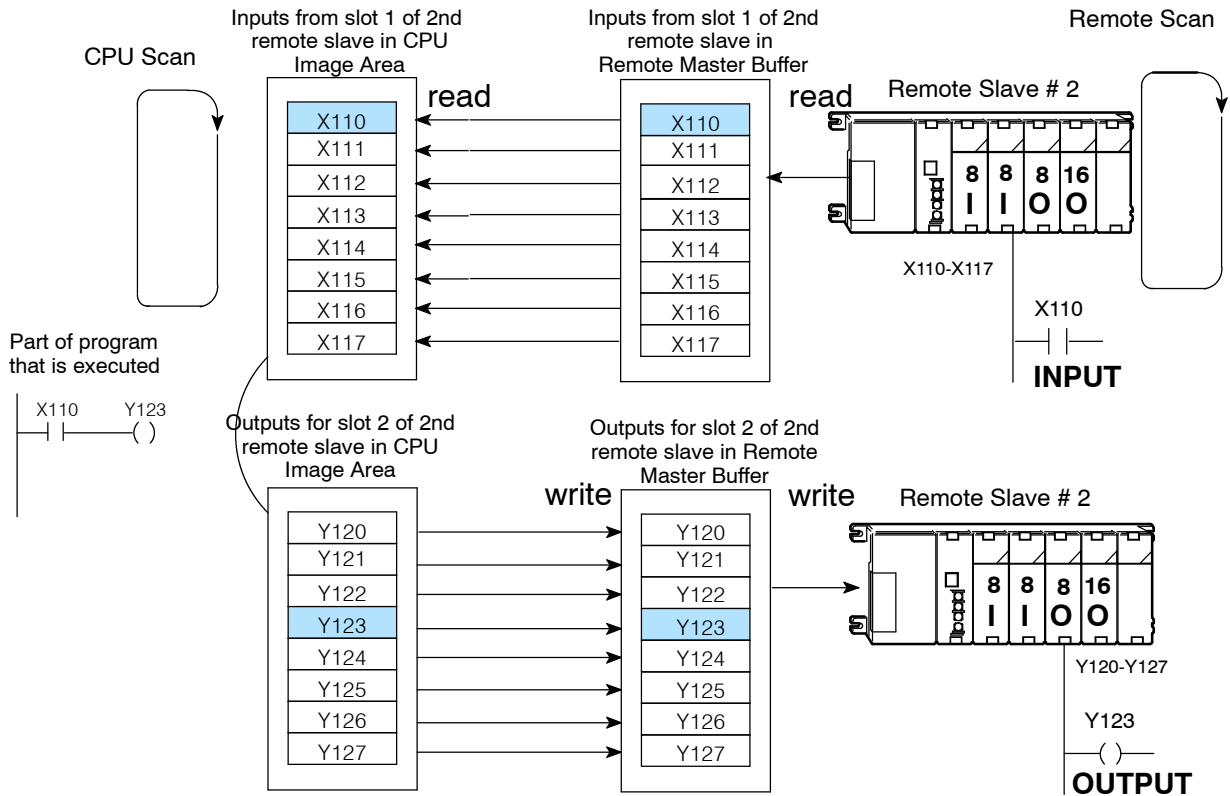 CPU Scan
Inputs from slot 1 of 2nd
remote slave in CPU
Image Area
read
X110
X111
X112
X113
X114
X115
X116
X117
Inputs from slot 1 of 2nd
remote slave in
Remote Master Buffer
read
X110
X111
X112
X113
X114
X115
X116
X117
Remote Scan
Remote Slave # 2
8 8 8 16
I I O O
X110-X117
X110
INPUT
Part of program
that is executed
X110 Y123
Outputs for slot 2 of 2nd
remote slave in CPU
Image Area
write
Y120
Y121
Y122
Y123
Y124
Y125
Y126
Y127
Outputs for slot 2 of 2nd
remote slave in Remote
Master Buffer
write
Y120
Y121
Y122
Y123
Y124
Y125
Y126
Y127
Remote Slave # 2
8 8 8 16
I I O O
Y120-Y127
Y123
OUTPUT